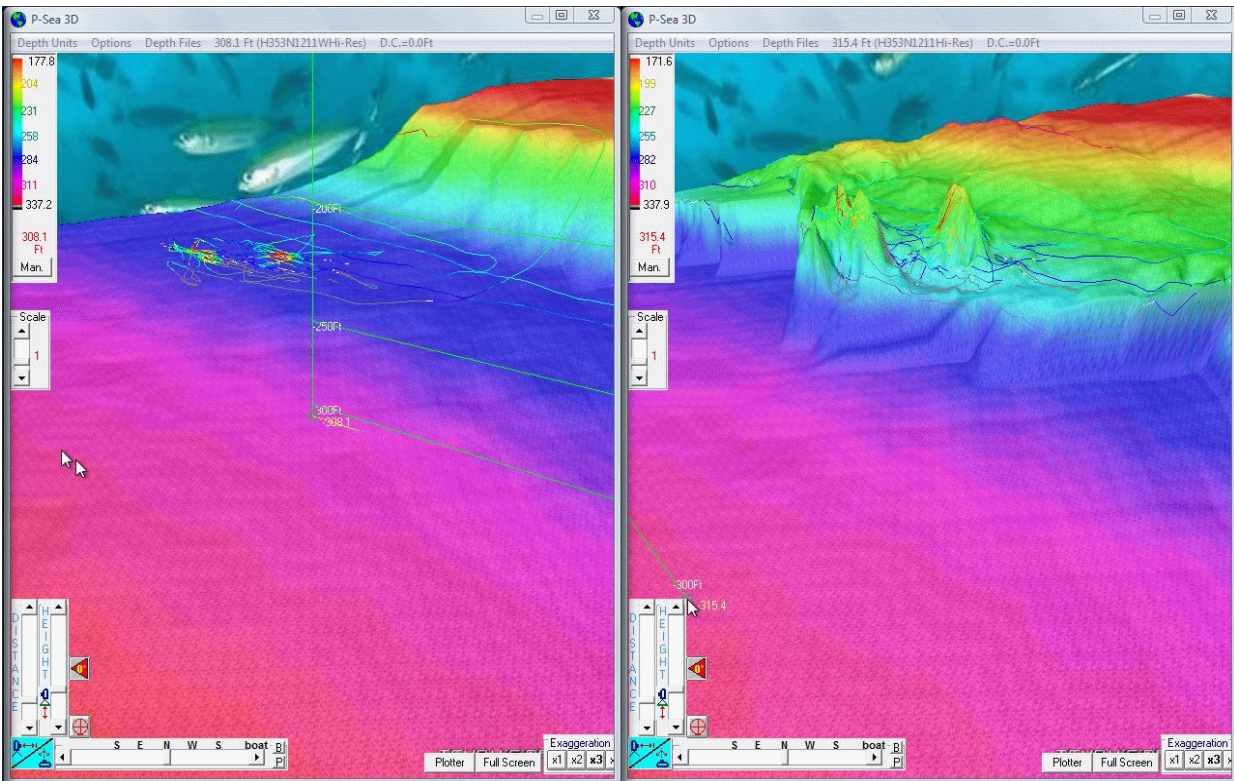 P-Sea 3D
Depth Units Options Depth Files 308.1 Ft (H353N1211WHi-Res) D.C.=0.0Ft
177.8
204
231
258
284
311
337.2
308.1
Ft
Man.
Scale
1
-200Ft
-250Ft
-300Ft
-308.1
DISTANCE
HEIGHT
0°
S E N W S boat
B
P
Plotter
Full Screen
Exaggeration
x1 x2 x3
P-Sea 3D
Depth Units Options Depth Files 315.4 Ft (H353N1211Hi-Res) D.C.=0.0Ft
171.6
199
227
255
282
310
337.9
315.4
Ft
Man.
Scale
1
-300Ft
-315.4
DISTANCE
HEIGHT
0°
S E N W S boat
B
P
Plotter
Full Screen
Exaggeration
x1 x2 x3